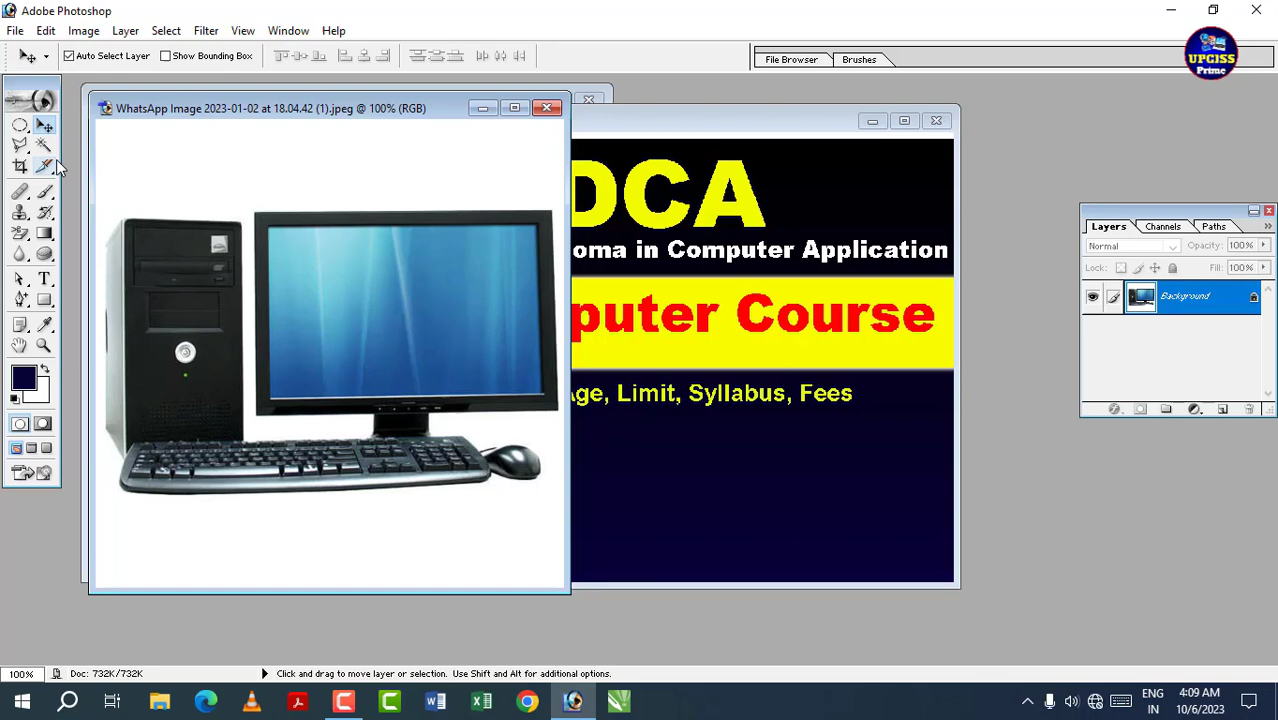 Adobe Photoshop
File Edit Image Layer Select Filter View Window Help
Auto Select Layer Show Bounding Box File Browser Brushes
UPCISS
Prime
WhatsApp Image 2023-01-02 at 18.04.42 (1).jpeg @ 100% (RGB)
DCA
oma in Computer Application
puter Course
Age, Limit, Syllabus, Fees
Layers Channels Paths
Normal Opacity: 100%
Lock: Fill: 100%
Background
100% Doc: 732K/732K Click and drag to move layer or selection. Use Shift and Alt for additional options.
ENG 4:09 AM
IN 10/6/2023